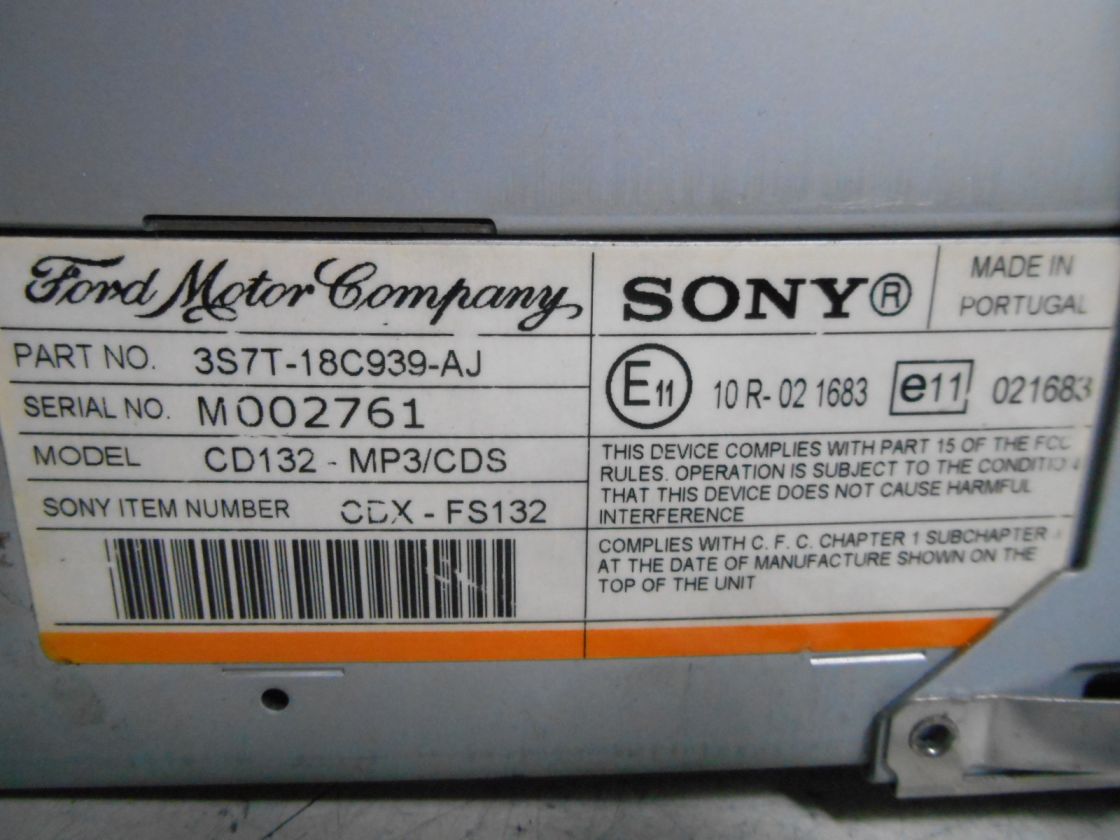 Ford Motor Company
PART NO. 3S7T-18C939-AJ
SERIAL NO. M002761
MODEL CD132 - MP3/CDS
SONY ITEM NUMBER CDX - FS132
SONY®
MADE IN
PORTUGAL
E11 10 R- 02 1683 e11 021683
THIS DEVICE COMPLIES WITH PART 15 OF THE FCC
RULES. OPERATION IS SUBJECT TO THE CONDITION
THAT THIS DEVICE DOES NOT CAUSE HARMFUL
INTERFERENCE
COMPLIES WITH C. F. C. CHAPTER 1 SUBCHAPTER
AT THE DATE OF MANUFACTURE SHOWN ON THE
TOP OF THE UNIT